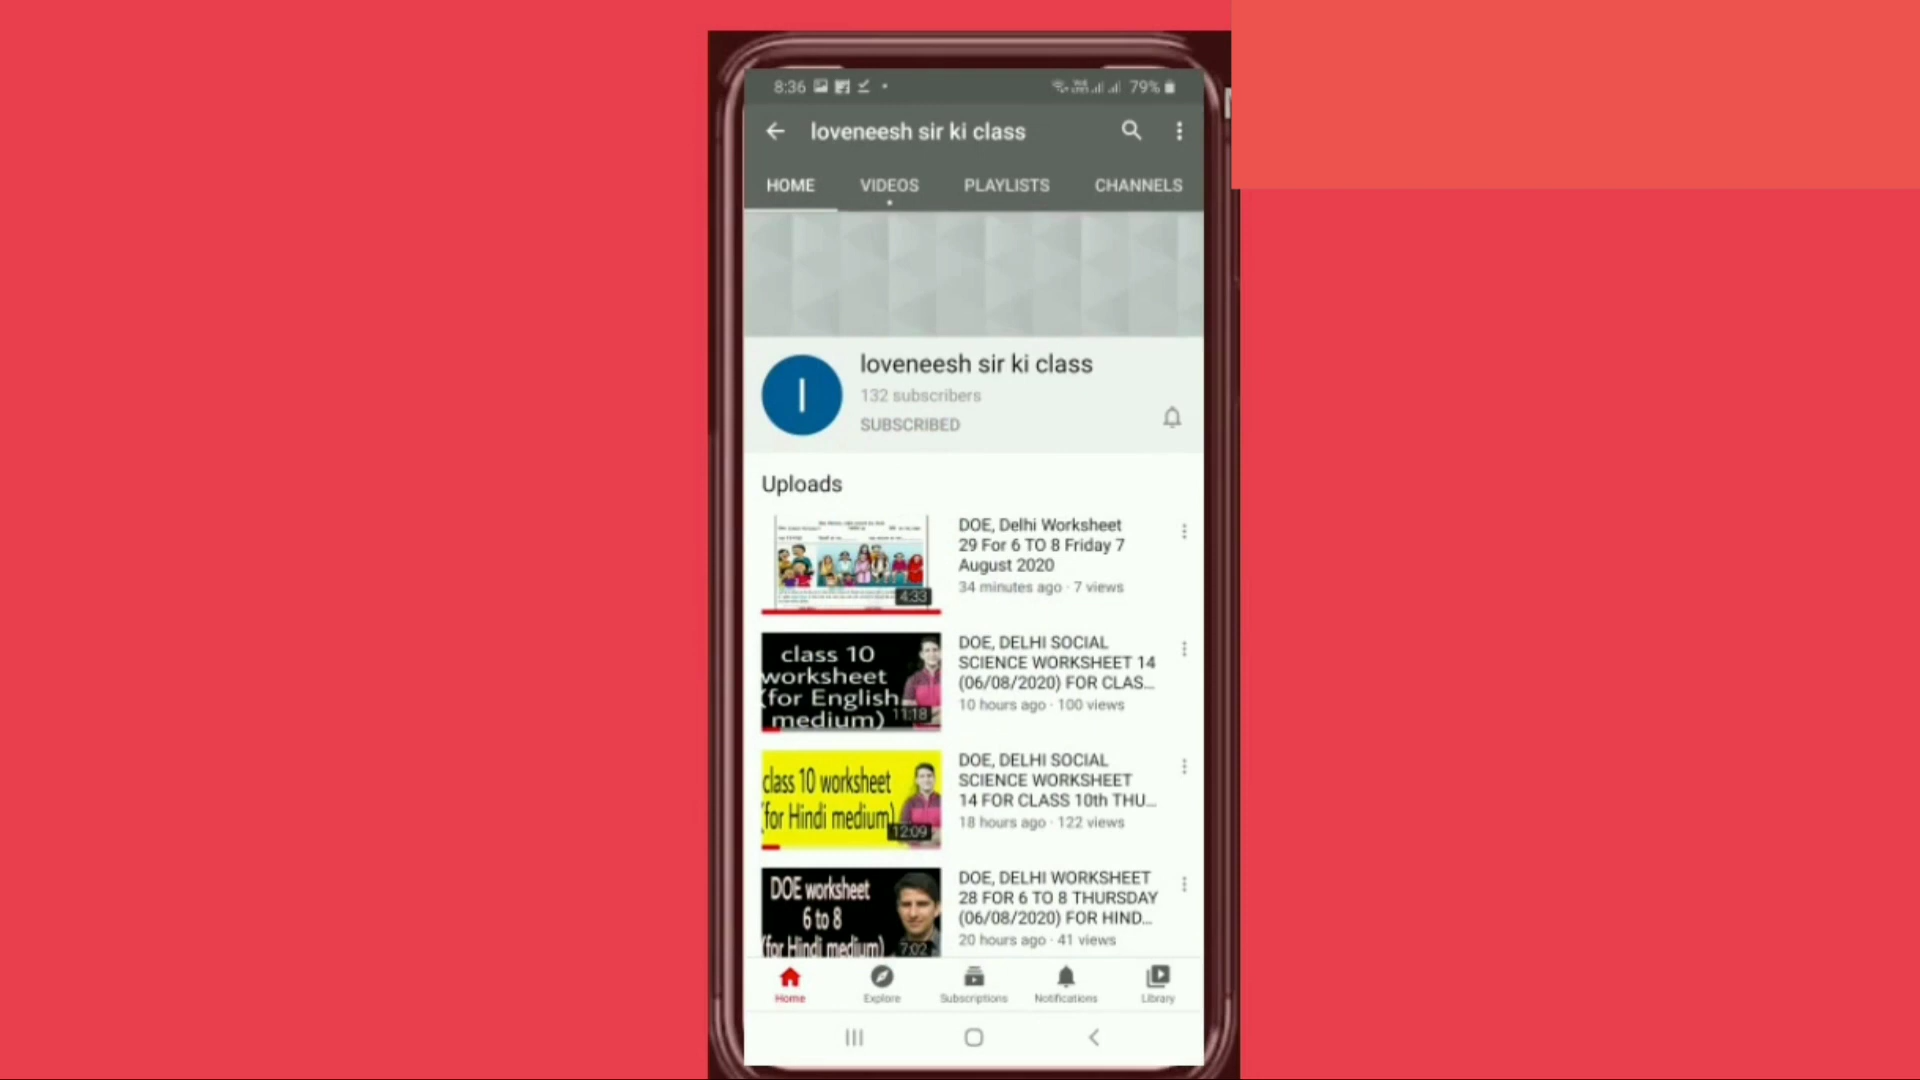 8:36
79%
loveneesh sir ki class
HOME VIDEOS PLAYLISTS CHANNELS
loveneesh sir ki class
132 subscribers
SUBSCRIBED
Uploads
DOE, Delhi Worksheet
29 For 6 TO 8 Friday 7
August 2020
34 minutes ago · 7 views
4:33
class 10
worksheet
(for English
medium)
11:18
DOE, DELHI SOCIAL
SCIENCE WORKSHEET 14
(06/08/2020) FOR CLAS...
10 hours ago · 100 views
class 10 worksheet
(for Hindi medium)
12:09
DOE, DELHI SOCIAL
SCIENCE WORKSHEET
14 FOR CLASS 10th THU...
18 hours ago · 122 views
DOE worksheet
6 to 8
(for Hindi medium)
7:02
DOE, DELHI WORKSHEET
28 FOR 6 TO 8 THURSDAY
(06/08/2020) FOR HIND...
20 hours ago · 41 views
Home Explore Subscriptions Notifications Library